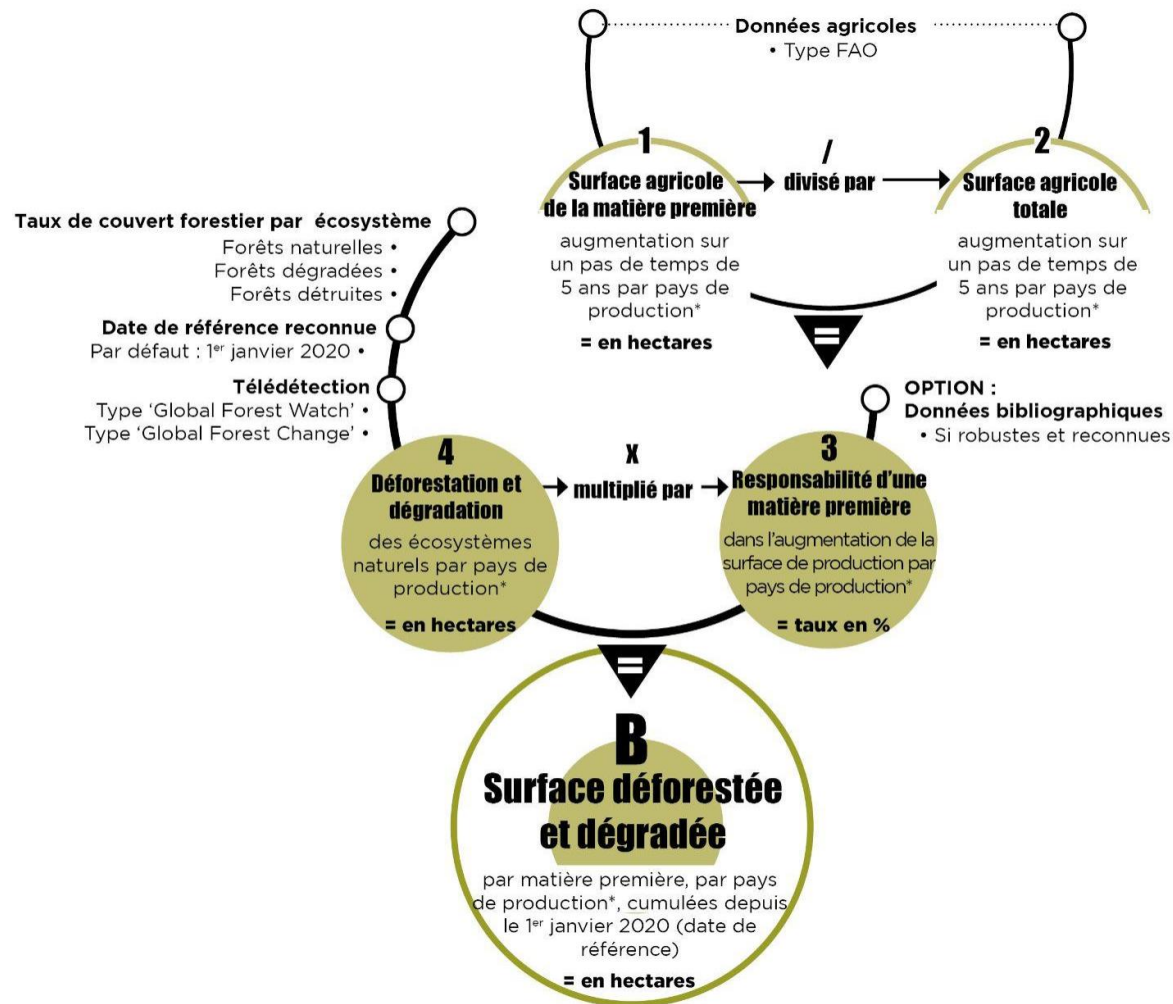 Données agricoles
• Type FAO
1
Surface agricole
de la matière première
augmentation sur
un pas de temps de
5 ans par pays de
production*
= en hectares
/
divisé par
2
Surface agricole
totale
augmentation sur
un pas de temps de
5 ans par pays de
production*
= en hectares
=
Taux de couvert forestier par écosystème
Forêts naturelles •
Forêts dégradées •
Forêts détruites •
Date de référence reconnue
Par défaut : 1er janvier 2020 •
Télédétection
Type ‘Global Forest Watch’ •
Type ‘Global Forest Change’ •
OPTION :
Données bibliographiques
• Si robustes et reconnues
4
Déforestation et
dégradation
des écosystèmes
naturels par pays de
production*
= en hectares
X
multiplié par
3
Responsabilité d’une
matière première
dans l’augmentation de la
surface de production par
pays de production*
= taux en %
=
B
Surface déforestée
et dégradée
par matière première, par pays
de production*, cumulées depuis
le 1er janvier 2020 (date de
référence)
= en hectares